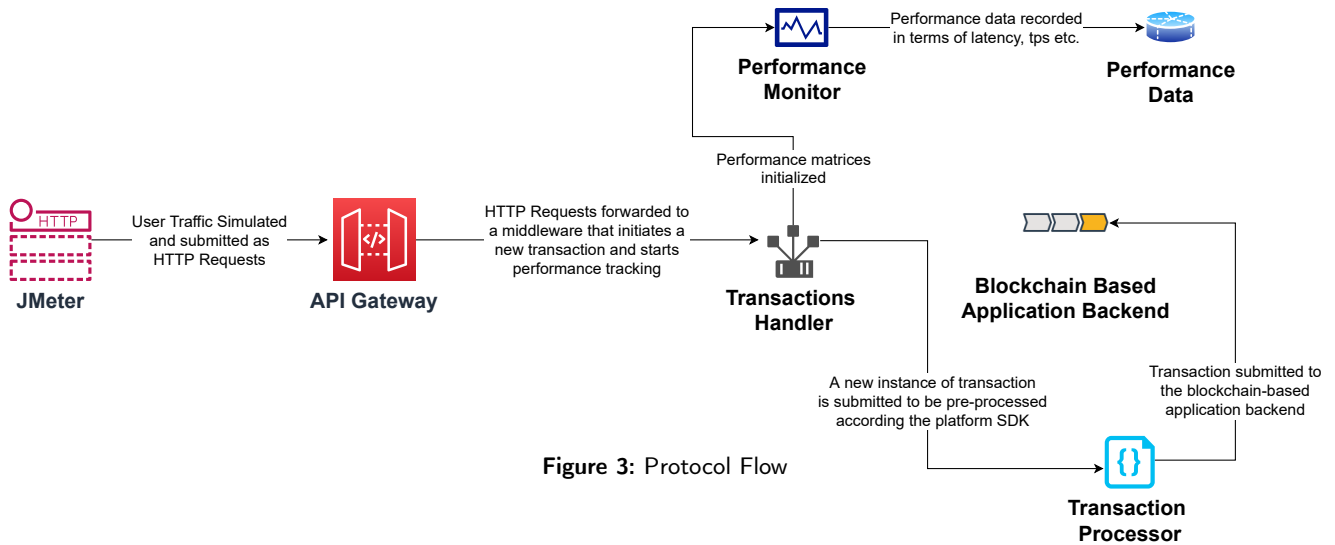 Performance data recorded
in terms of latency, tps etc.
Performance
Monitor
Performance
Data
Performance matrices
initialized
HTTP
User Traffic Simulated
and submitted as
HTTP Requests
HTTP Requests forwarded to
a middleware that initiates a
new transaction and starts
performance tracking
</>
JMeter
API Gateway
Transactions
Handler
Blockchain Based
Application Backend
A new instance of transaction
is submitted to be pre-processed
according the platform SDK
Transaction submitted to
the blockchain-based
application backend
{}
Transaction
Processor
Figure 3: Protocol Flow